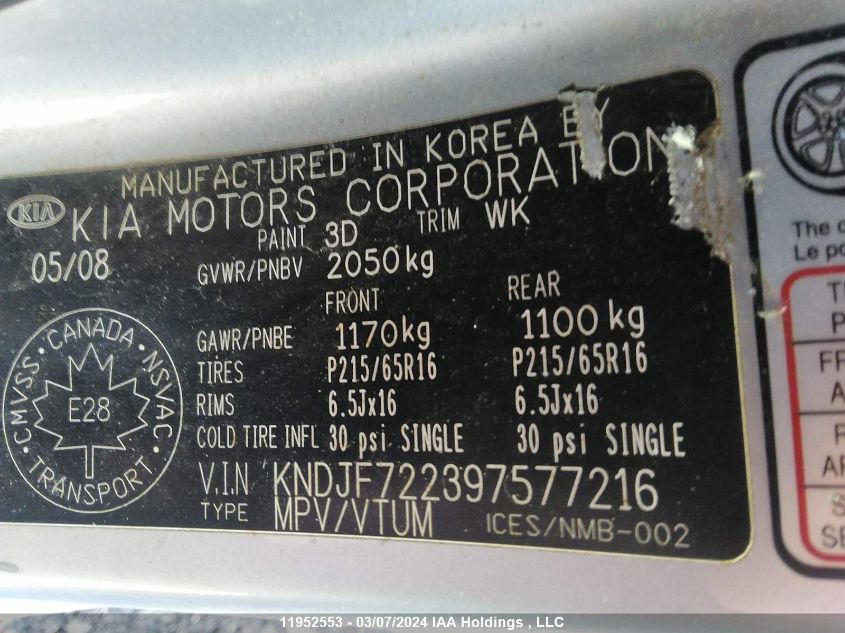 MANUFACTURED IN KOREA BY
KIA
KIA MOTORS CORPORATION
05/08
PAINT 3D TRIM WK
GVWR/PNBV 2050kg
FRONT REAR
GAWR/PNBE 1170kg 1100kg
TIRES P215/65R16 P215/65R16
RIMS 6.5Jx16 6.5Jx16
COLD TIRE INFL 30 psi SINGLE 30 psi SINGLE
V.I.N KNDJF722397577216
TYPE MPV/VTUM ICES/NMB-002
CANADA
CMVSS · NSVAC
E28
TRANSPORT
The
Le
11952553 — 03/07/2024 IAA Holdings , LLC